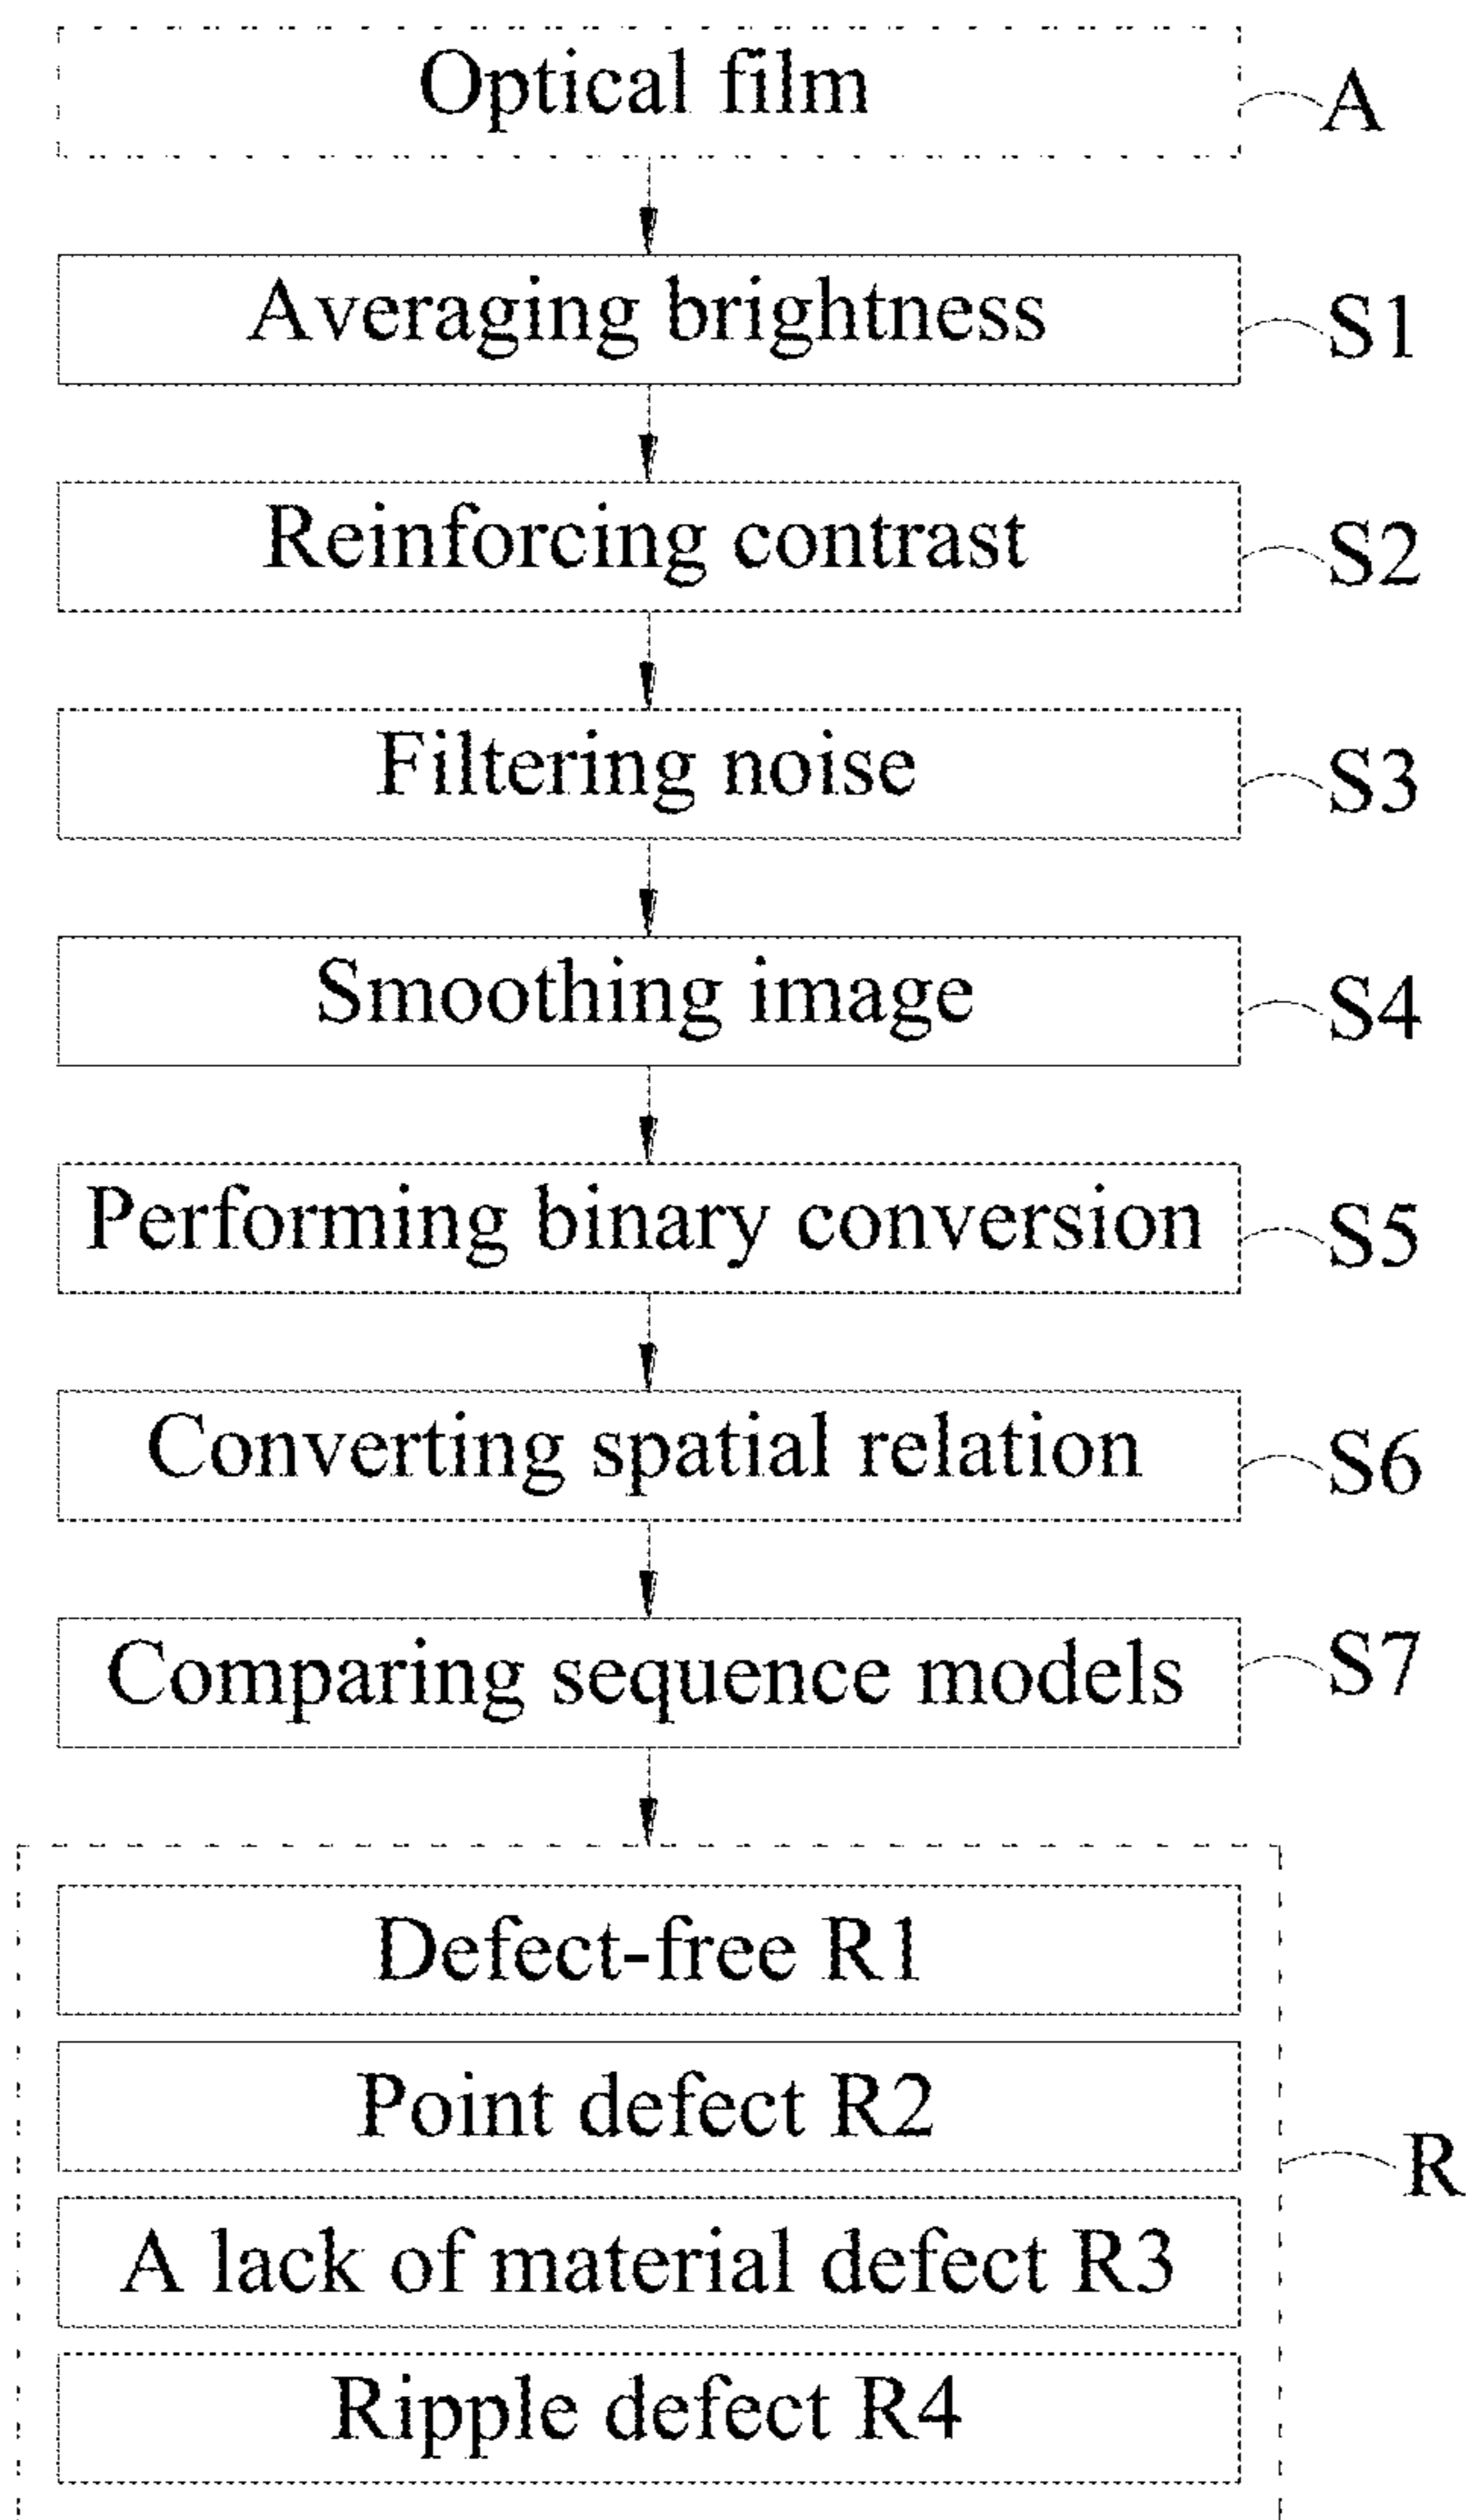 Optical film A
Averaging brightness S1
Reinforcing contrast S2
Filtering noise S3
Smoothing image S4
Performing binary conversion S5
Converting spatial relation S6
Comparing sequence models S7
Defect-free R1
Point defect R2
R
A lack of material defect R3
Ripple defect R4